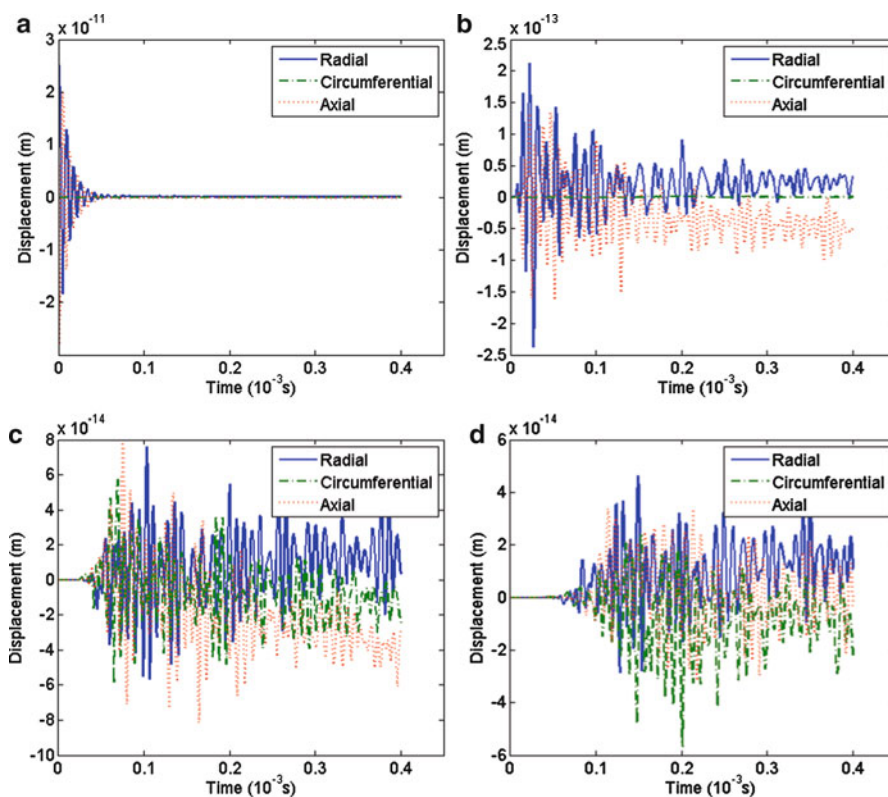 a
x 10⁻¹¹
3
2
1
0
-1
-2
Displacement (m)
0
0.1
0.2
0.3
0.4
Time (10⁻³s)
Radial
Circumferential
Axial
b
x 10⁻¹³
2.5
2
1.5
1
0.5
0
-0.5
-1
-1.5
-2
-2.5
Displacement (m)
0
0.1
0.2
0.3
0.4
Time (10⁻³s)
Radial
Circumferential
Axial
c
x 10⁻¹⁴
8
6
4
2
0
-2
-4
-6
-8
-10
Displacement (m)
0
0.1
0.2
0.3
0.4
Time (10⁻³s)
Radial
Circumferential
Axial
d
x 10⁻¹⁴
6
4
2
0
-2
-4
-6
Displacement (m)
0
0.1
0.2
0.3
0.4
Time (10⁻³s)
Radial
Circumferential
Axial